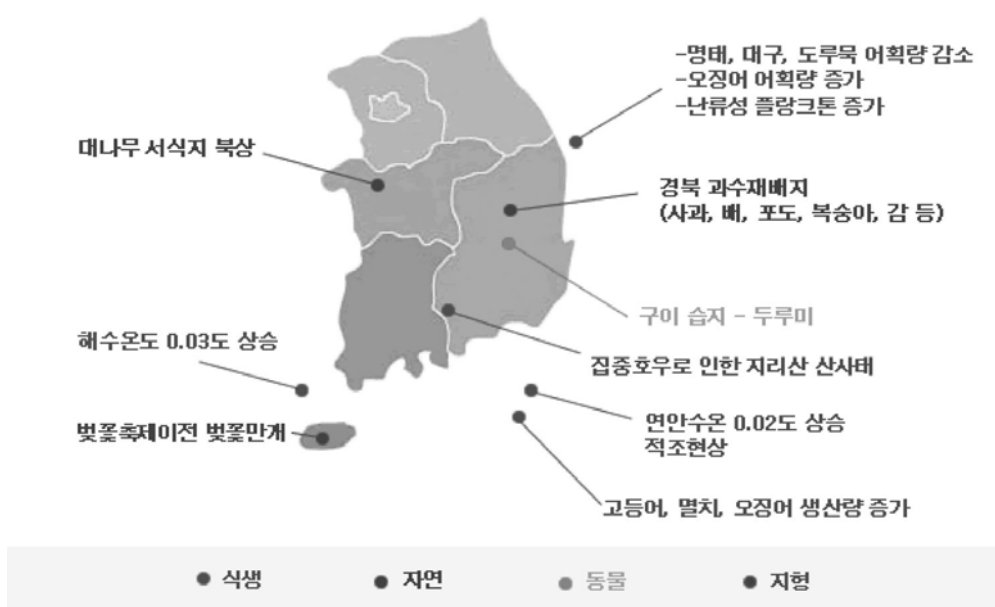 -명태, 대구, 도루묵 어획량 감소
-오징어 어획량 증가
-난류성 플랑크톤 증가
대나무 서식지 북상
경북 과수재배지
(사과, 배, 포도, 복숭아, 감 등)
구이 습지 - 두루미
해수온도 0.03도 상승
집중호우로 인한 지리산 산사태
벚꽃축제이전 벚꽃만개
연안수온 0.02도 상승
적조현상
고등어, 멸치, 오징어 생산량 증가
식생
자연
동물
지형